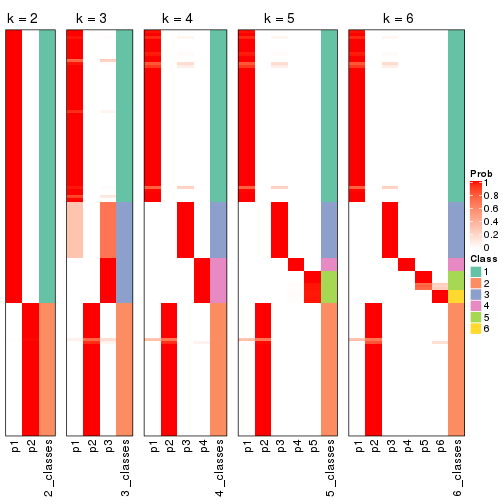 k = 2
k = 3
k = 4
k = 5
k = 6
p1
p2
2_classes
p1
p2
p3
3_classes
p1
p2
p3
p4
4_classes
p1
p2
p3
p4
p5
5_classes
p1
p2
p3
p4
p5
p6
6_classes
Prob
1
0.8
0.6
0.4
0.2
0
Class
1
2
3
4
5
6